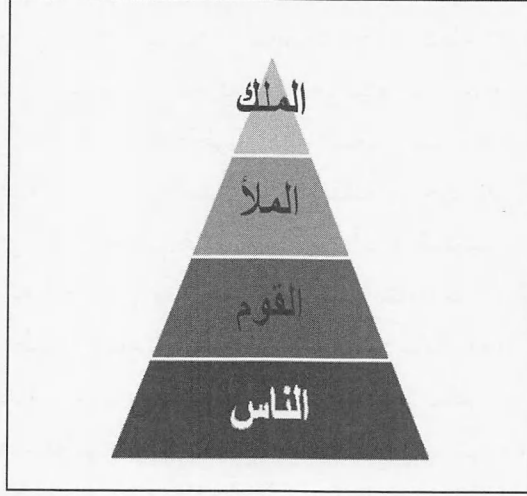 الملك
الملأ
القوم
الناس